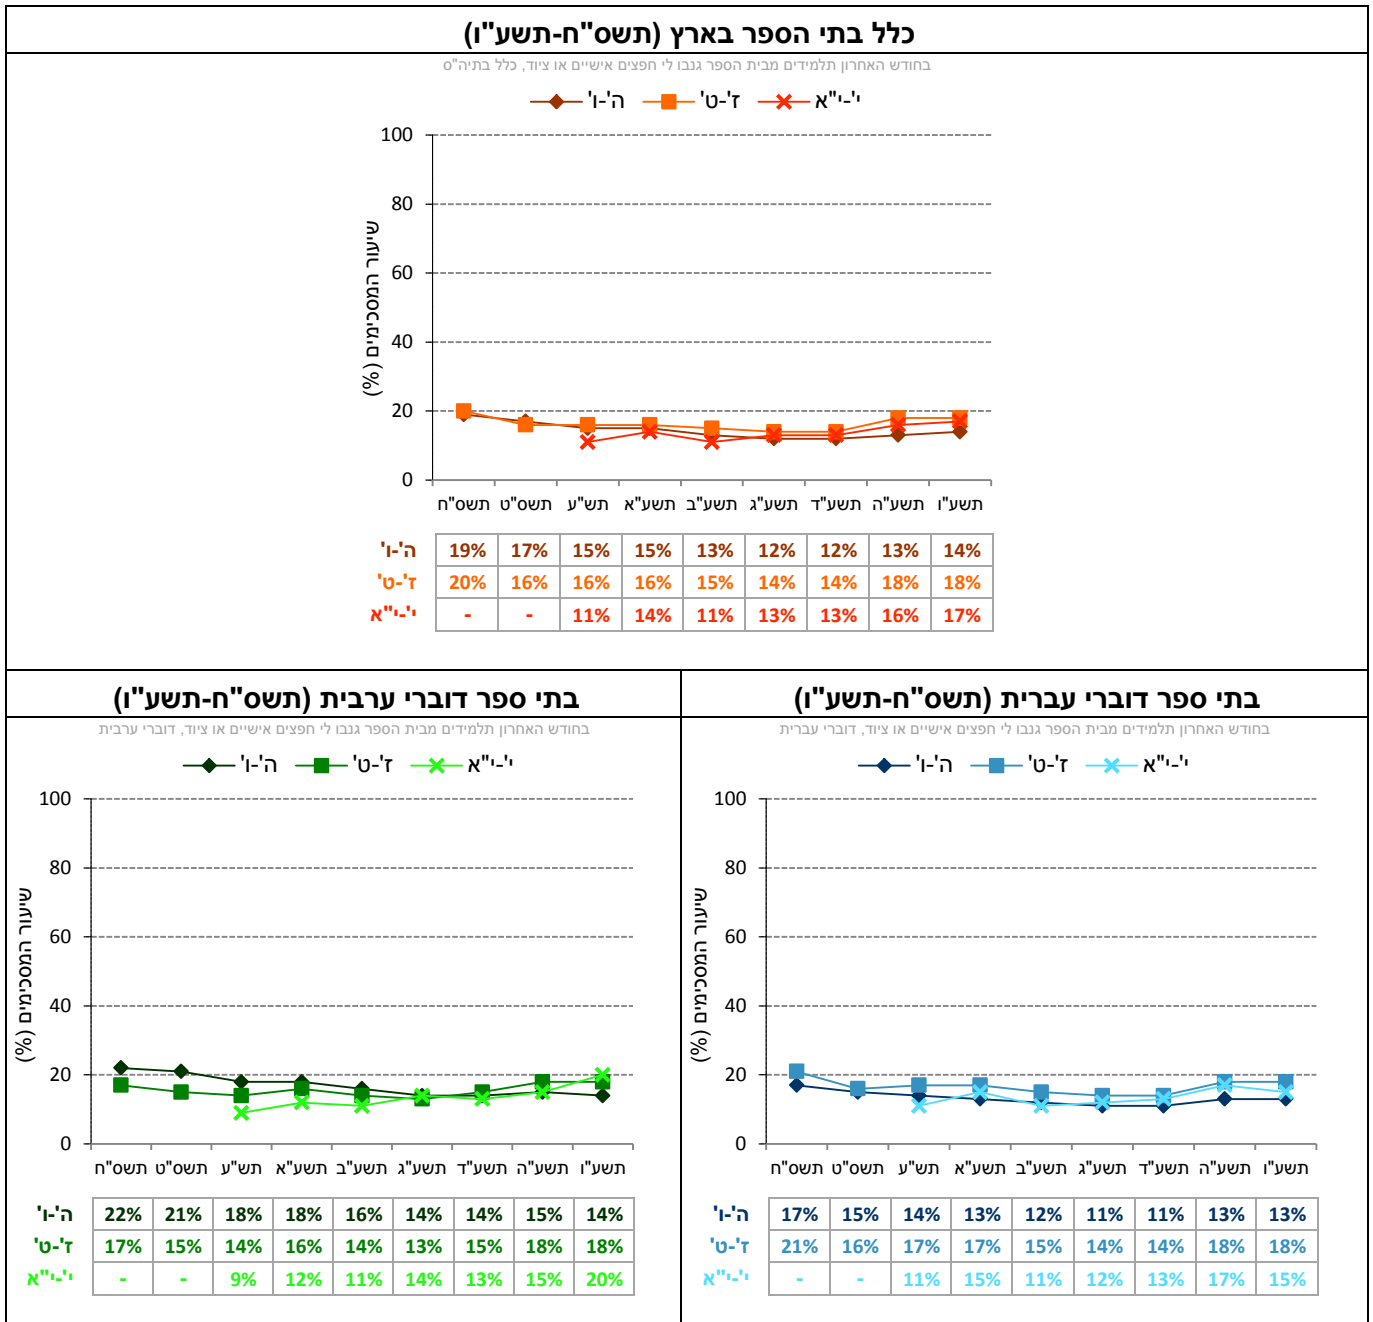 כלל בתי הספר בארץ (תשס"ח-תשע"ו)
בחודש האחרון תלמידים מבית הספר גנבו לי חפצים אישיים או ציוד, כלל בתיה"ס
ה'-ו' ז'-ט' י'-י"א
שיעור המסכימים (%)
100
80
60
40
20
0
תשס"ח תשס"ט תש"ע תשע"א תשע"ב תשע"ג תשע"ד תשע"ה תשע"ו
ה'-ו' 19% 17% 15% 15% 13% 12% 12% 13% 14%
ז'-ט' 20% 16% 16% 16% 15% 14% 14% 18% 18%
י'-י"א - - 11% 14% 11% 13% 13% 16% 17%
בתי ספר דוברי עברית (תשס"ח-תשע"ו)
בחודש האחרון תלמידים מבית הספר גנבו לי חפצים אישיים או ציוד, דוברי עברית
ה'-ו' ז'-ט' י'-י"א
שיעור המסכימים (%)
100
80
60
40
20
0
תשס"ח תשס"ט תש"ע תשע"א תשע"ב תשע"ג תשע"ד תשע"ה תשע"ו
ה'-ו' 17% 15% 14% 13% 12% 11% 11% 13% 13%
ז'-ט' 21% 16% 17% 17% 15% 14% 14% 18% 18%
י'-י"א - - 11% 15% 11% 12% 13% 17% 15%
בתי ספר דוברי ערבית (תשס"ח-תשע"ו)
בחודש האחרון תלמידים מבית הספר גנבו לי חפצים אישיים או ציוד, דוברי ערבית
ה'-ו' ז'-ט' י'-י"א
שיעור המסכימים (%)
100
80
60
40
20
0
תשס"ח תשס"ט תש"ע תשע"א תשע"ב תשע"ג תשע"ד תשע"ה תשע"ו
ה'-ו' 22% 21% 18% 18% 16% 14% 14% 15% 14%
ז'-ט' 17% 15% 14% 16% 14% 13% 15% 18% 18%
י'-י"א - - 9% 12% 11% 14% 13% 15% 20%